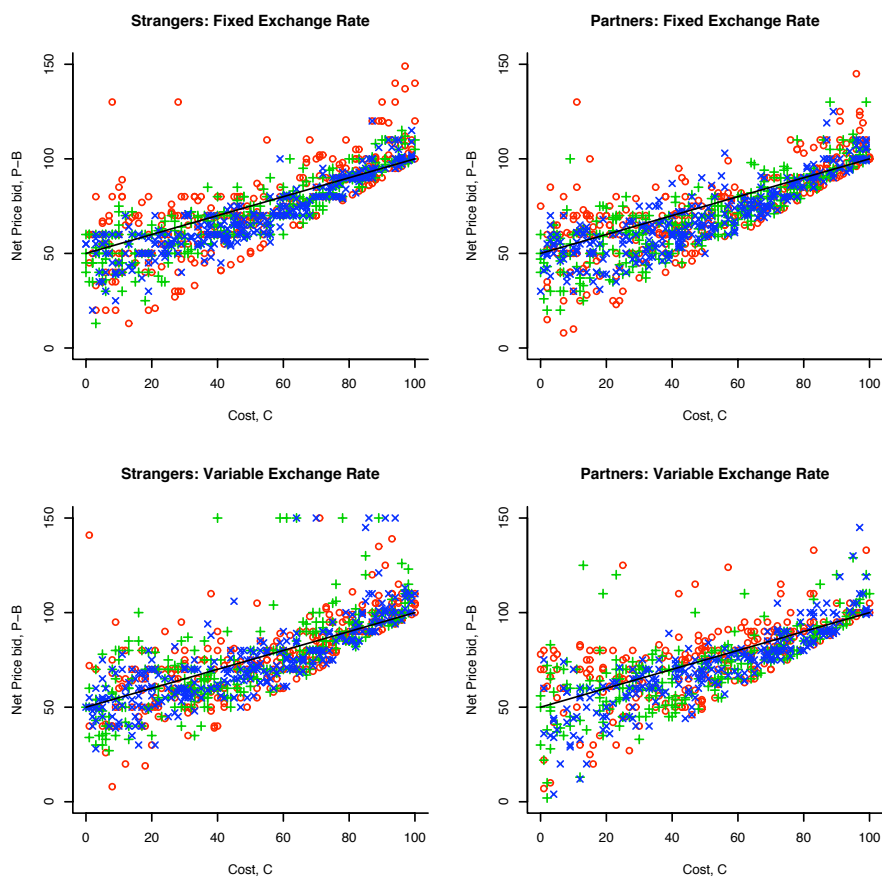 Strangers: Fixed Exchange Rate
Net Price bid, P−B
150
100
50
0
0 20 40 60 80 100
Cost, C
Partners: Fixed Exchange Rate
Net Price bid, P−B
150
100
50
0
0 20 40 60 80 100
Cost, C
Strangers: Variable Exchange Rate
Net Price bid, P−B
150
100
50
0
0 20 40 60 80 100
Cost, C
Partners: Variable Exchange Rate
Net Price bid, P−B
150
100
50
0
0 20 40 60 80 100
Cost, C